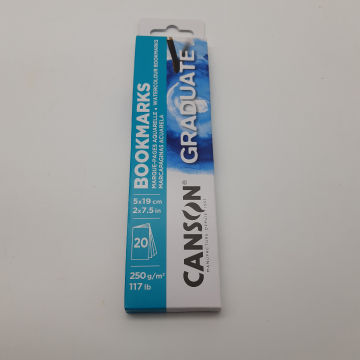 BOOKMARKS
MARQUE-PAGES AQUARELLE • WATERCOLOUR BOOKMARKS
MARCAPÁGINAS ACUARELA
5x19 cm
2x7.5 in
20
250 g/m²
117 lb
CANSON®
GRADUATE